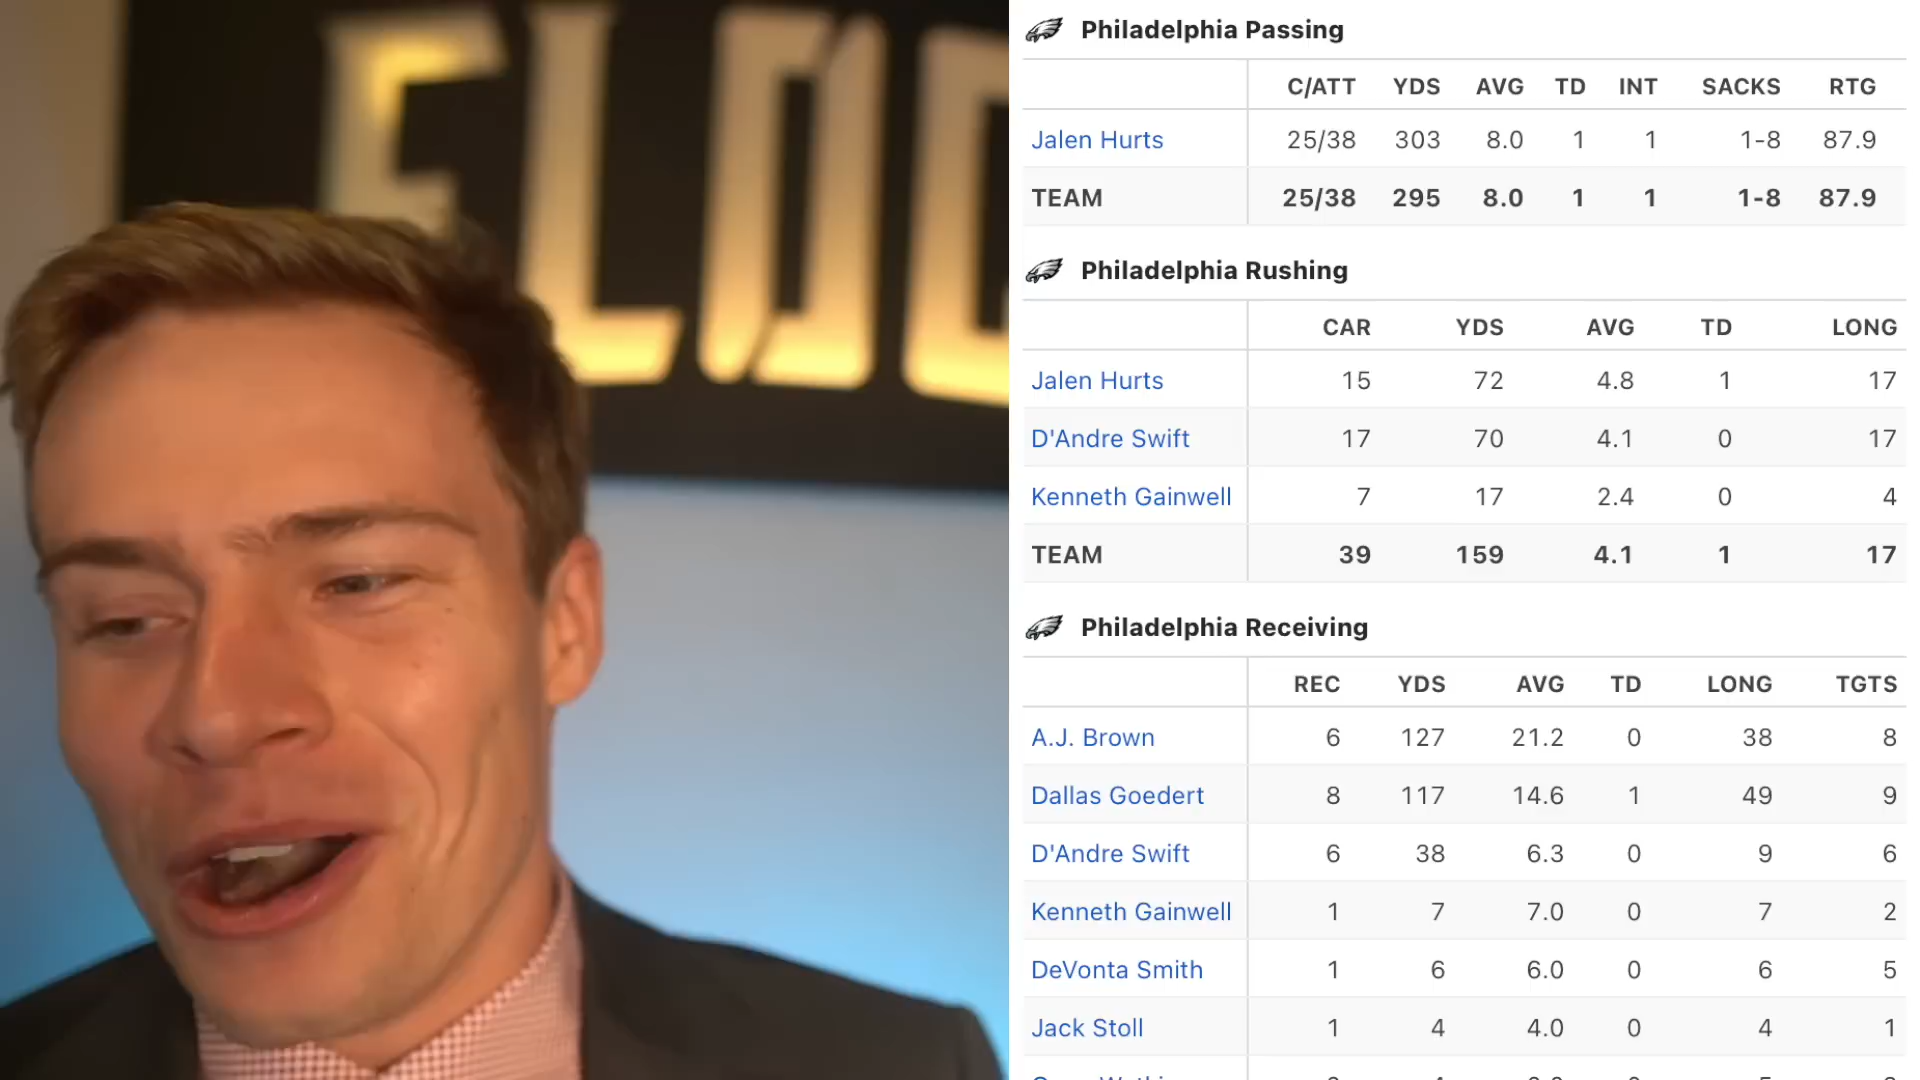 Philadelphia Passing
C/ATT YDS AVG TD INT SACKS RTG
Jalen Hurts 25/38 303 8.0 1 1 1-8 87.9
TEAM 25/38 295 8.0 1 1 1-8 87.9
Philadelphia Rushing
CAR YDS AVG TD LONG
Jalen Hurts 15 72 4.8 1 17
D'Andre Swift 17 70 4.1 0 17
Kenneth Gainwell 7 17 2.4 0 4
TEAM 39 159 4.1 1 17
Philadelphia Receiving
REC YDS AVG TD LONG TGTS
A.J. Brown 6 127 21.2 0 38 8
Dallas Goedert 8 117 14.6 1 49 9
D'Andre Swift 6 38 6.3 0 9 6
Kenneth Gainwell 1 7 7.0 0 7 2
DeVonta Smith 1 6 6.0 0 6 5
Jack Stoll 1 4 4.0 0 4 1